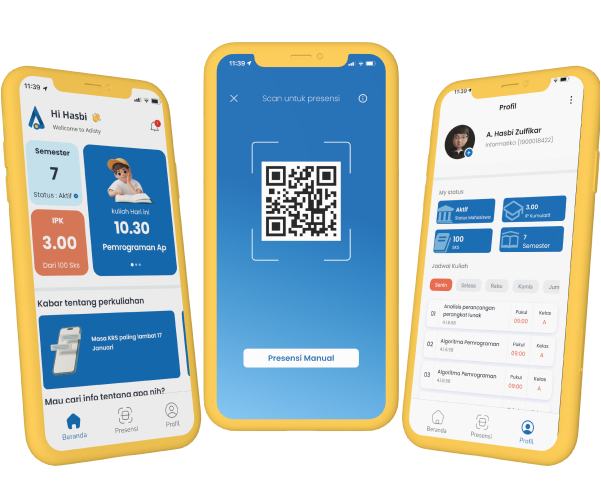 11:39
Hi Hasbi
Wellcome to Adisty
Semester
7
Status : Aktif
IPK
3.00
Dari 100 Sks
kuliah Hari ini
10.30
Pemrograman Ap
Kabar tentang perkuliahan
Masa KRS paling lambat 17
Januari
Mau cari info tentang apa nih?
Beranda
Presensi
Profil
11:39
Scan untuk presensi
Presensi Manual
11:39
Profil
A. Hasbi Zulfikar
Informatika (1900018422)
My status
Aktif
Status Mahasiswa
3.00
IP Kumulatif
100
SKS
7
Semester
Jadwal Kuliah
Senin
Selasa
Rabu
Kamis
Jum
01
Analisis perancangan
perangkat lunak
Pukul
09:00
Kelas
A
02
Algoritma Pemrograman
Pukul
09:00
Kelas
A
03
Algoritma Pemrograman
Pukul
09:00
Kelas
A
Beranda
Presensi
Profil